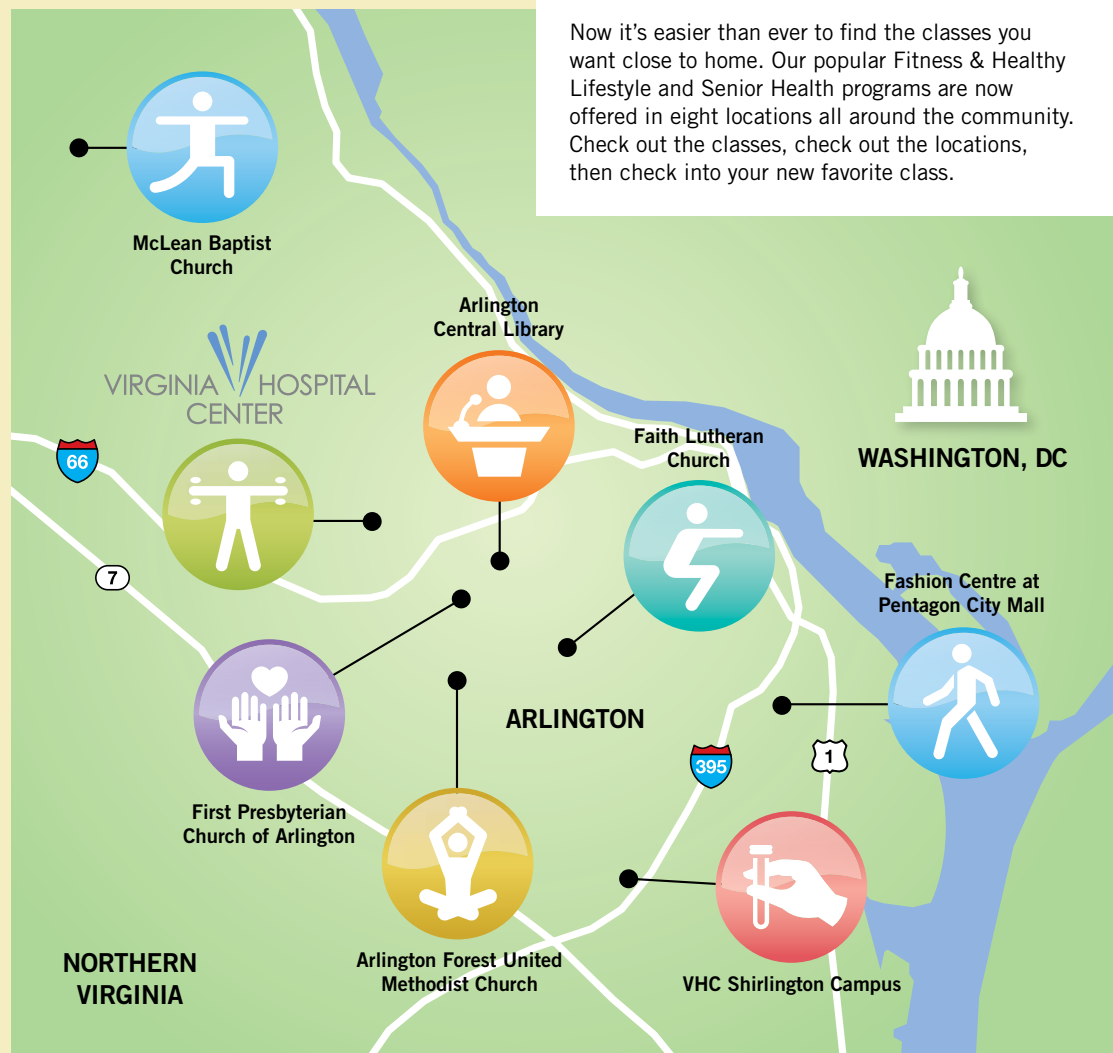 Now it's easier than ever to find the classes you
want close to home. Our popular Fitness & Healthy
Lifestyle and Senior Health programs are now
offered in eight locations all around the community.
Check out the classes, check out the locations,
then check into your new favorite class.
McLean Baptist
Church
Arlington
Central Library
VIRGINIA HOSPITAL
CENTER
Faith Lutheran
Church
WASHINGTON, DC
66
7
Fashion Centre at
Pentagon City Mall
ARLINGTON
395
1
First Presbyterian
Church of Arlington
Arlington Forest United
Methodist Church
VHC Shirlington Campus
NORTHERN
VIRGINIA